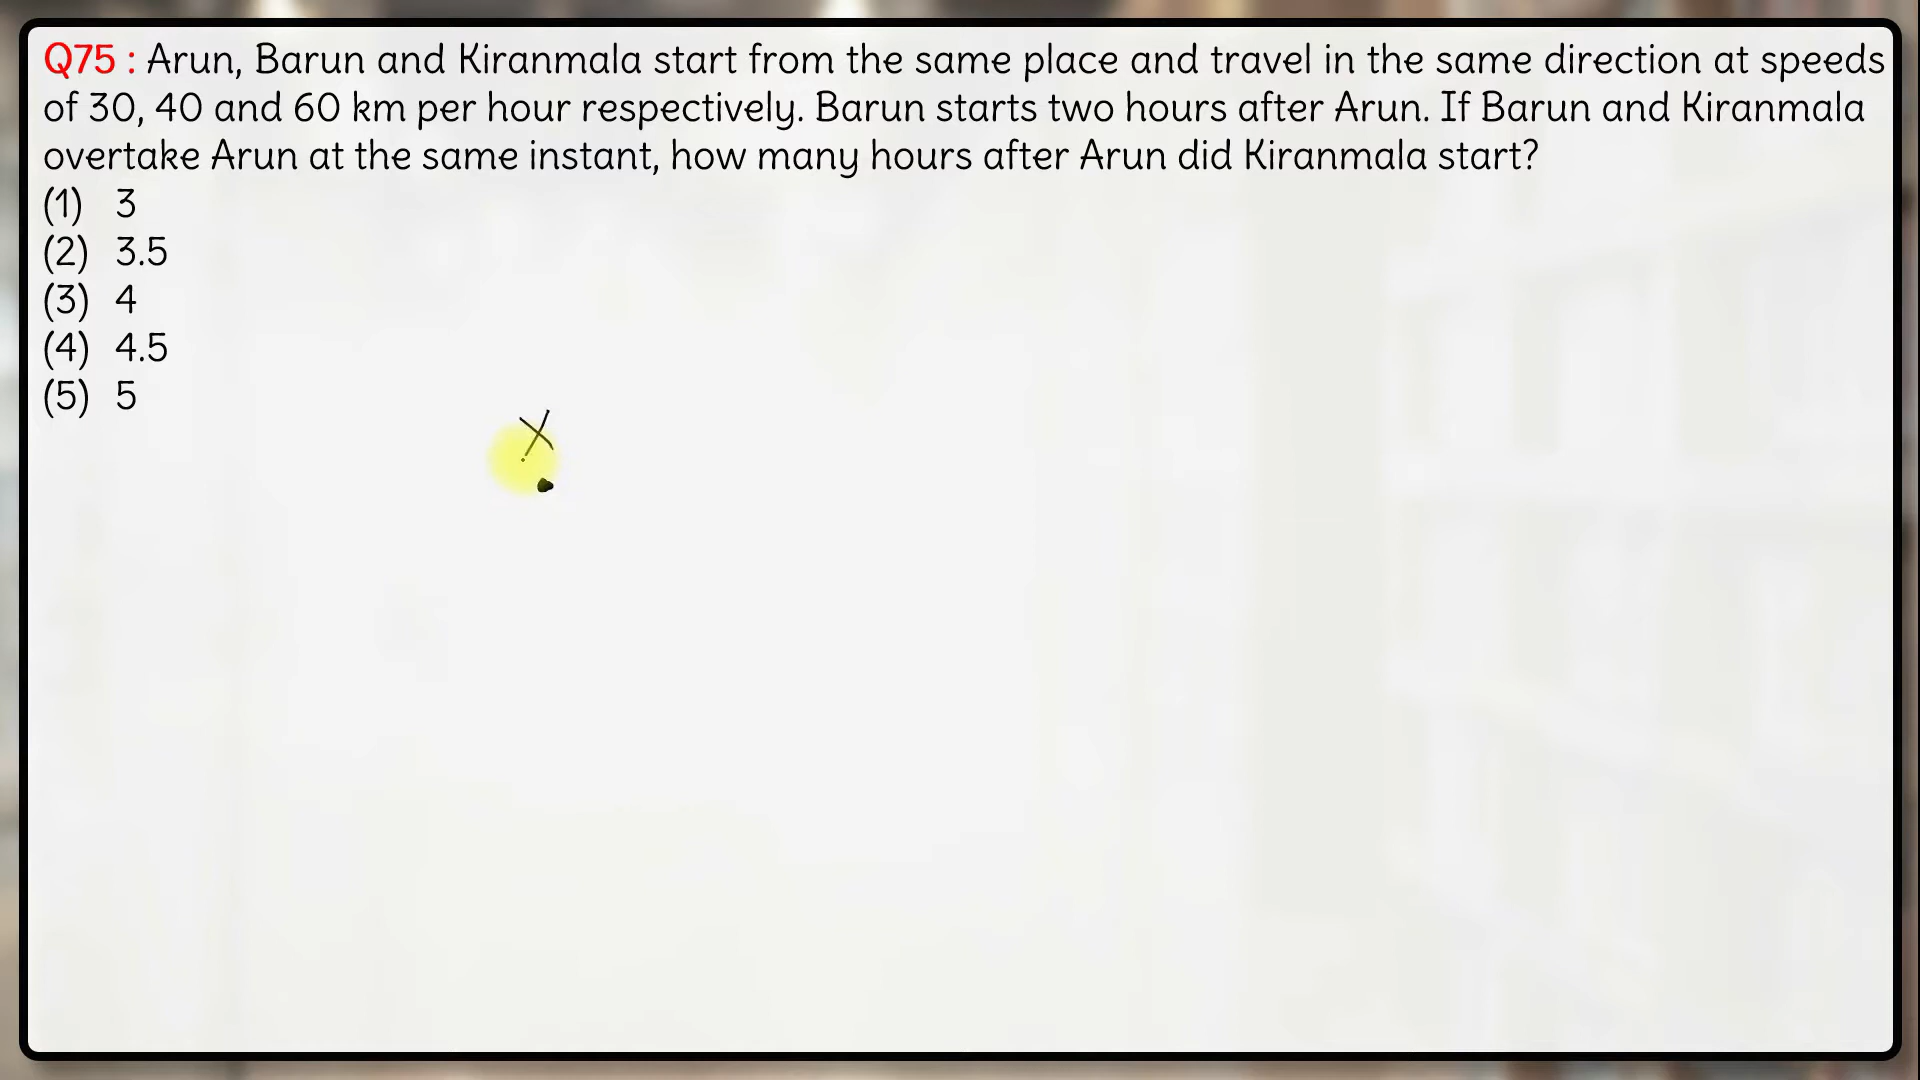 Q75 : Arun, Barun and Kiranmala start from the same place and travel in the same direction at speeds
of 30, 40 and 60 km per hour respectively. Barun starts two hours after Arun. If Barun and Kiranmala
overtake Arun at the same instant, how many hours after Arun did Kiranmala start?
(1) 3
(2) 3.5
(3) 4
(4) 4.5
(5) 5